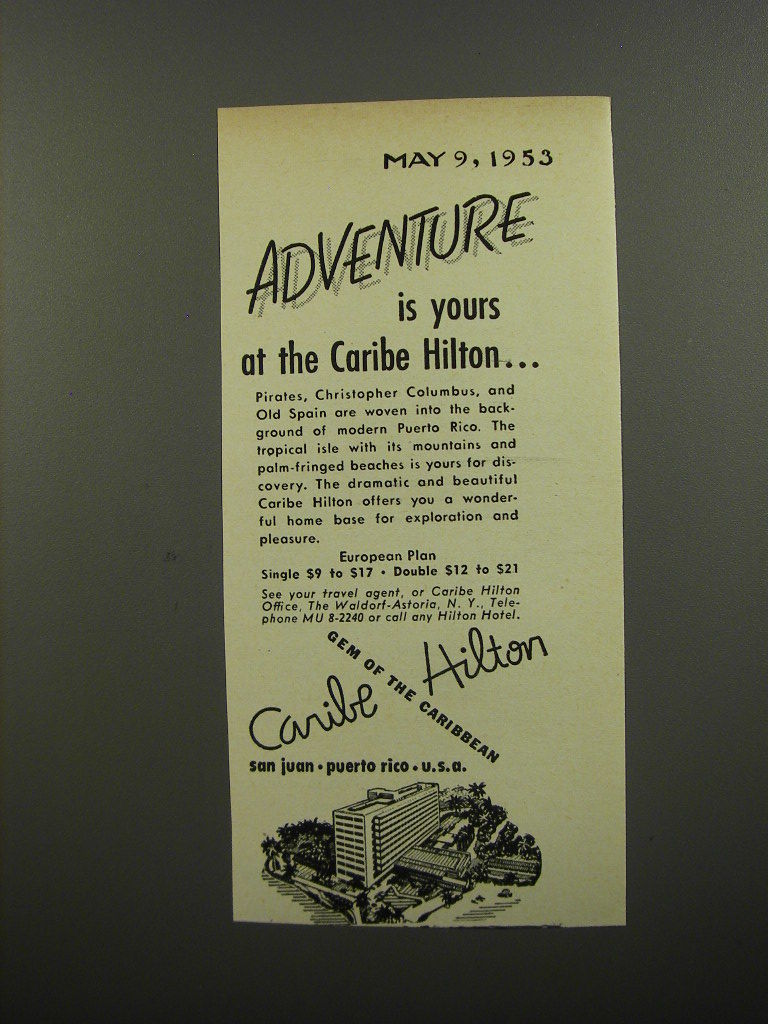 MAY 9, 1953
ADVENTURE
is yours
at the Caribe Hilton...
Pirates, Christopher Columbus, and
Old Spain are woven into the back-
ground of modern Puerto Rico. The
tropical isle with its mountains and
palm-fringed beaches is yours for dis-
covery. The dramatic and beautiful
Caribe Hilton offers you a wonder-
ful home base for exploration and
pleasure.
European Plan
Single $9 to $17 • Double $12 to $21
See your travel agent, or Caribe Hilton
Office, The Waldorf-Astoria, N. Y., Tele-
phone MU 8-2240 or call any Hilton Hotel.
GEM OF THE CARIBBEAN
Caribe Hilton
san juan • puerto rico • u.s.a.